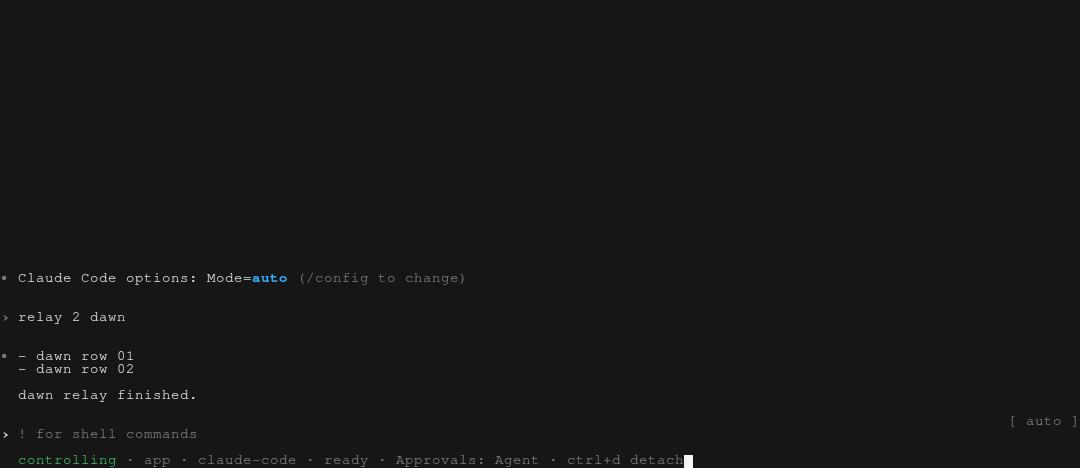 • Claude Code options: Mode=auto (/config to change)
› relay 2 dawn
• - dawn row 01
- dawn row 02
dawn relay finished.
[ auto ]
› ! for shell commands
controlling · app · claude-code · ready · Approvals: Agent · ctrl+d detach